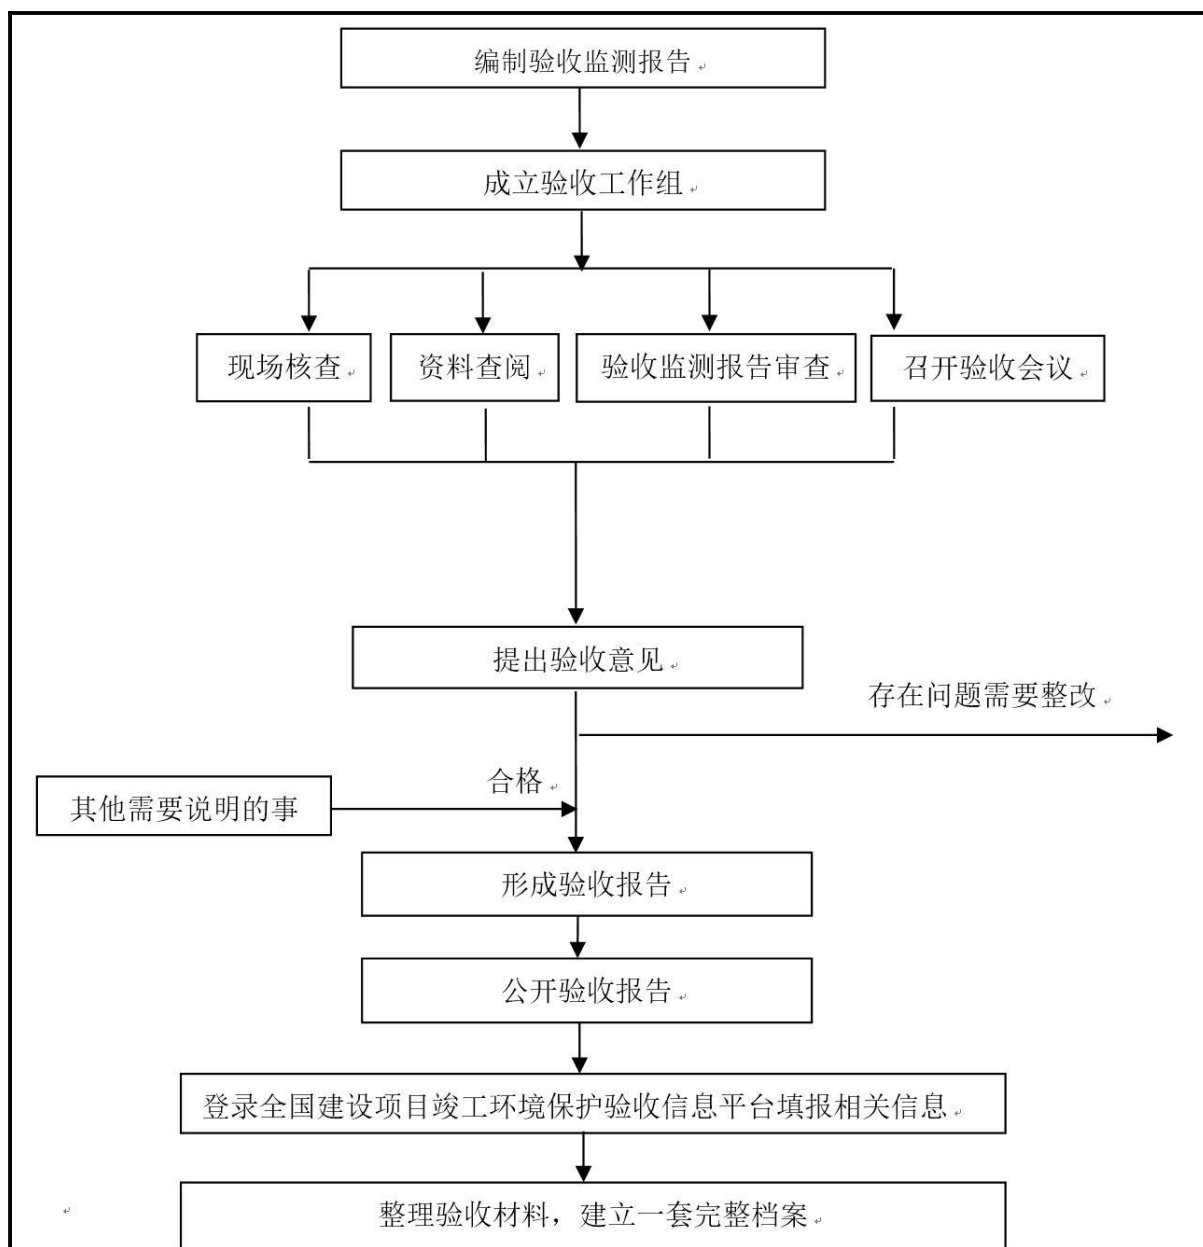 编制验收监测报告
成立验收工作组
现场核查
资料查阅
验收监测报告审查
召开验收会议
提出验收意见
存在问题需要整改
合格
其他需要说明的事
形成验收报告
公开验收报告
登录全国建设项目竣工环境保护验收信息平台填报相关信息
整理验收材料，建立一套完整档案